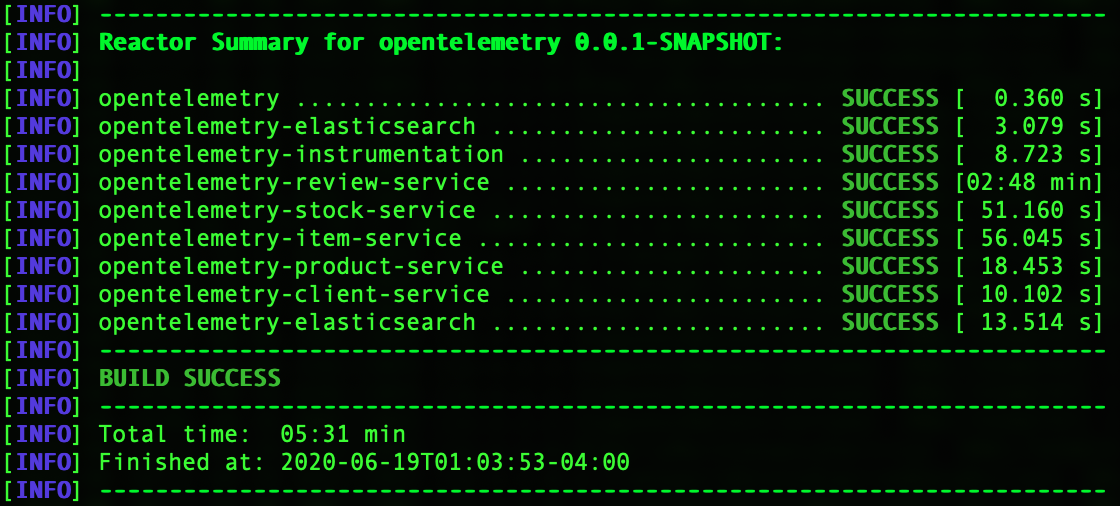 [INFO] ------------------------------------------------------------------------
[INFO] Reactor Summary for opentelemetry 0.0.1-SNAPSHOT:
[INFO]
[INFO] opentelemetry ...................................... SUCCESS [  0.360 s]
[INFO] opentelemetry-elasticsearch ........................ SUCCESS [  3.079 s]
[INFO] opentelemetry-instrumentation ...................... SUCCESS [  8.723 s]
[INFO] opentelemetry-review-service ....................... SUCCESS [02:48 min]
[INFO] opentelemetry-stock-service ........................ SUCCESS [ 51.160 s]
[INFO] opentelemetry-item-service ......................... SUCCESS [ 56.045 s]
[INFO] opentelemetry-product-service ...................... SUCCESS [ 18.453 s]
[INFO] opentelemetry-client-service ....................... SUCCESS [ 10.102 s]
[INFO] opentelemetry-elasticsearch ........................ SUCCESS [ 13.514 s]
[INFO] ------------------------------------------------------------------------
[INFO] BUILD SUCCESS
[INFO] ------------------------------------------------------------------------
[INFO] Total time:  05:31 min
[INFO] Finished at: 2020-06-19T01:03:53-04:00
[INFO] ------------------------------------------------------------------------